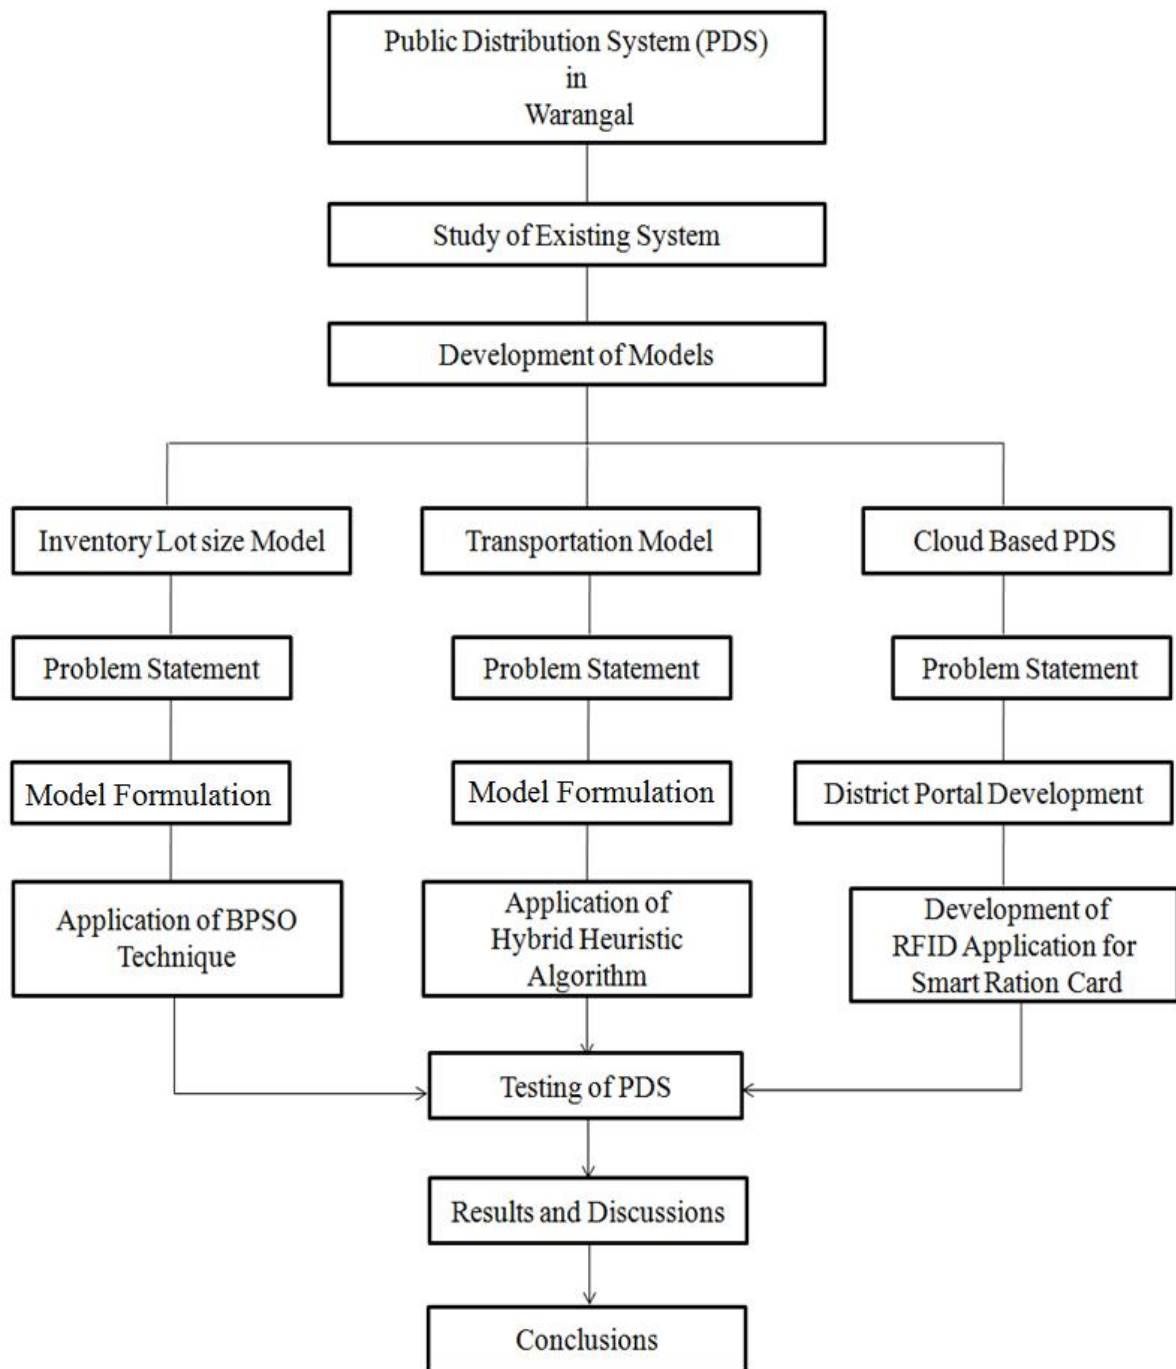 Public Distribution System (PDS)
in
Warangal
Study of Existing System
Development of Models
Inventory Lot size Model
Transportation Model
Cloud Based PDS
Problem Statement
Problem Statement
Problem Statement
Model Formulation
Model Formulation
District Portal Development
Application of BPSO
Technique
Application of
Hybrid Heuristic
Algorithm
Development of
RFID Application for
Smart Ration Card
Testing of PDS
Results and Discussions
Conclusions